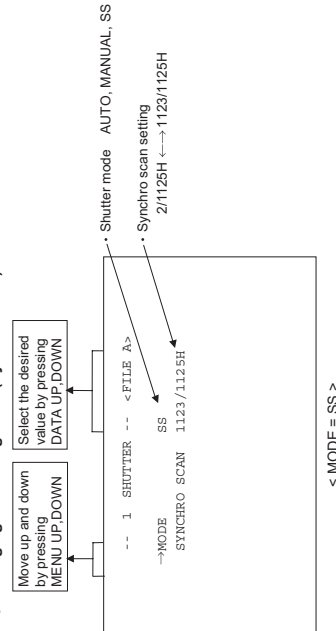 Move up and down
by pressing
MENU UP,DOWN
Select the desired
value by pressing
DATA UP,DOWN
-- 1 SHUTTER -- <FILE A>
→MODE SS
SYNCHRO SCAN 1123/1125H
• Shutter mode AUTO, MANUAL, SS
• Synchro scan setting
2/1125H ←→ 1123/1125H
< MODE = SS >